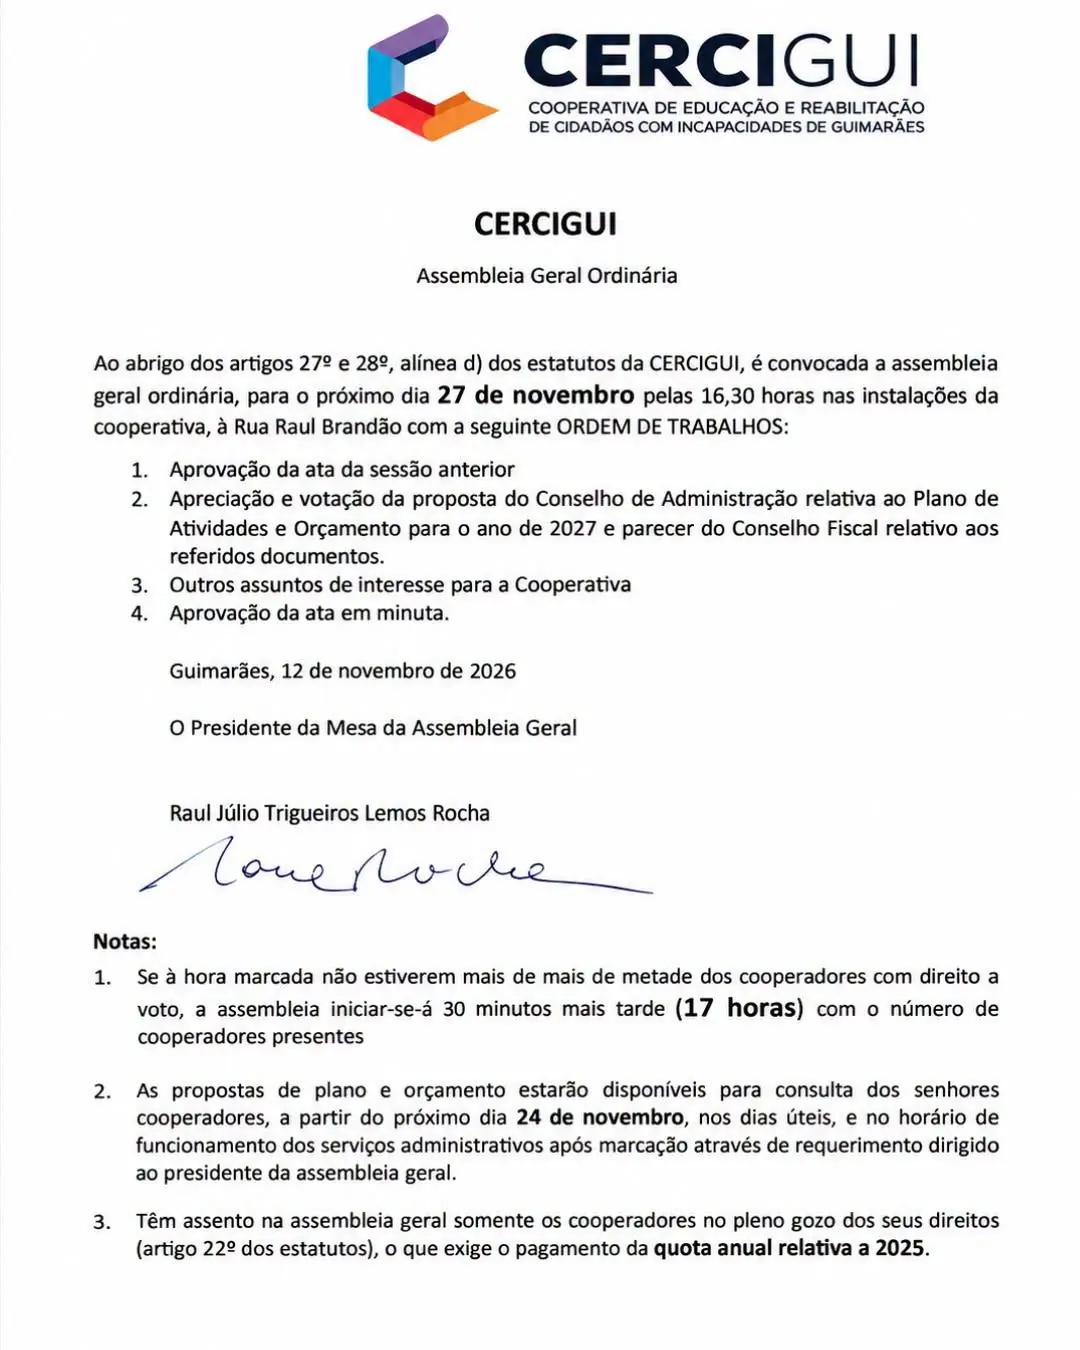 CERCIGUI
COOPERATIVA DE EDUCAÇÃO E REABILITAÇÃO
DE CIDADÃOS COM INCAPACIDADES DE GUIMARÃES
CERCIGUI
Assembleia Geral Ordinária
Ao abrigo dos artigos 27º e 28º, alínea d) dos estatutos da CERCIGUI, é convocada a assembleia
geral ordinária, para o próximo dia 27 de novembro pelas 16,30 horas nas instalações da
cooperativa, à Rua Raul Brandão com a seguinte ORDEM DE TRABALHOS:
1. Aprovação da ata da sessão anterior
2. Apreciação e votação da proposta do Conselho de Administração relativa ao Plano de
Atividades e Orçamento para o ano de 2027 e parecer do Conselho Fiscal relativo aos
referidos documentos.
3. Outros assuntos de interesse para a Cooperativa
4. Aprovação da ata em minuta.
Guimarães, 12 de novembro de 2026
O Presidente da Mesa da Assembleia Geral
Raul Júlio Trigueiros Lemos Rocha
Notas:
1. Se à hora marcada não estiverem mais de mais de metade dos cooperadores com direito a
voto, a assembleia iniciar-se-á 30 minutos mais tarde (17 horas) com o número de
cooperadores presentes
2. As propostas de plano e orçamento estarão disponíveis para consulta dos senhores
cooperadores, a partir do próximo dia 24 de novembro, nos dias úteis, e no horário de
funcionamento dos serviços administrativos após marcação através de requerimento dirigido
ao presidente da assembleia geral.
3. Têm assento na assembleia geral somente os cooperadores no pleno gozo dos seus direitos
(artigo 22º dos estatutos), o que exige o pagamento da quota anual relativa a 2025.